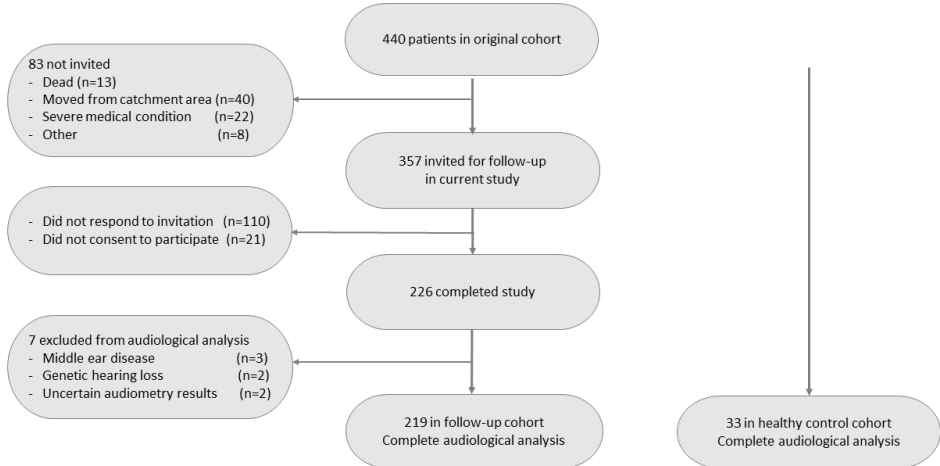 440 patients in original cohort
83 not invited
- Dead (n=13)
- Moved from catchment area (n=40)
- Severe medical condition (n=22)
- Other (n=8)
357 invited for follow-up
in current study
- Did not respond to invitation (n=110)
- Did not consent to participate (n=21)
226 completed study
7 excluded from audiological analysis
- Middle ear disease (n=3)
- Genetic hearing loss (n=2)
- Uncertain audiometry results (n=2)
219 in follow-up cohort
Complete audiological analysis
33 in healthy control cohort
Complete audiological analysis